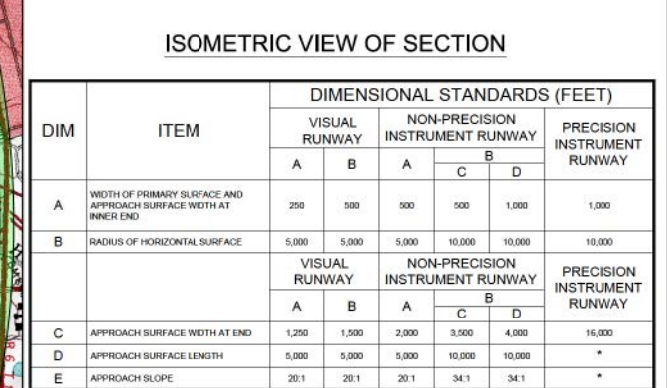 ISOMETRIC VIEW OF SECTION
DIM ITEM DIMENSIONAL STANDARDS (FEET)
VISUAL RUNWAY NON-PRECISION INSTRUMENT RUNWAY PRECISION INSTRUMENT RUNWAY
A B A B
C D
A WIDTH OF PRIMARY SURFACE AND APPROACH SURFACE WDTH AT INNER END 250 500 500 500 1,000 1,000
B RADIUS OF HORIZONTAL SURFACE 5,000 5,000 5,000 10,000 10,000 10,000
VISUAL RUNWAY NON-PRECISION INSTRUMENT RUNWAY PRECISION INSTRUMENT RUNWAY
A B A B
C D
C APPROACH SURFACE WDTH AT END 1,250 1,500 2,000 3,500 4,000 16,000
D APPROACH SURFACE LENGTH 5,000 5,000 5,000 10,000 10,000 *
E APPROACH SLOPE 20:1 20:1 20:1 34:1 34:1 *